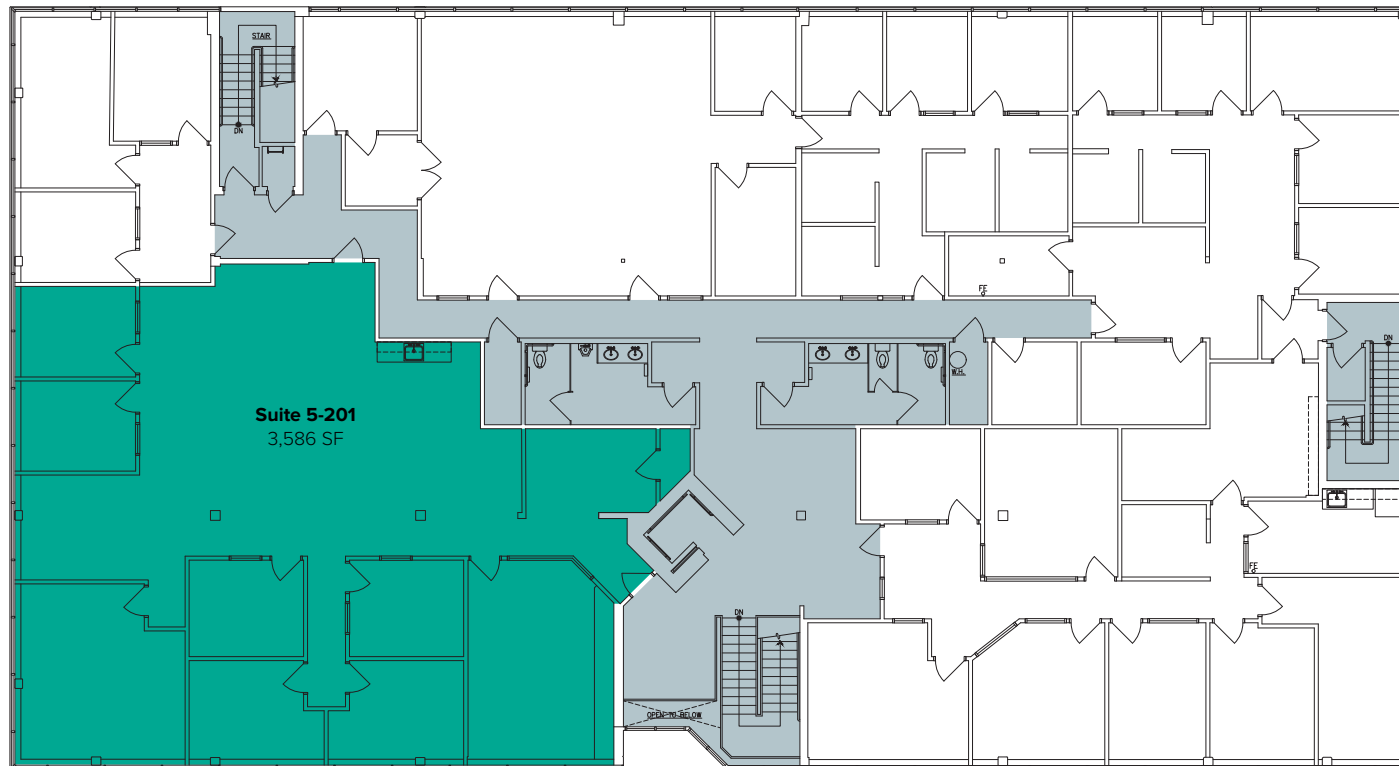 STAIR
DN
FE
DN
W.H.
Suite 5-201
3,586 SF
FE
DN
OPEN TO BELOW